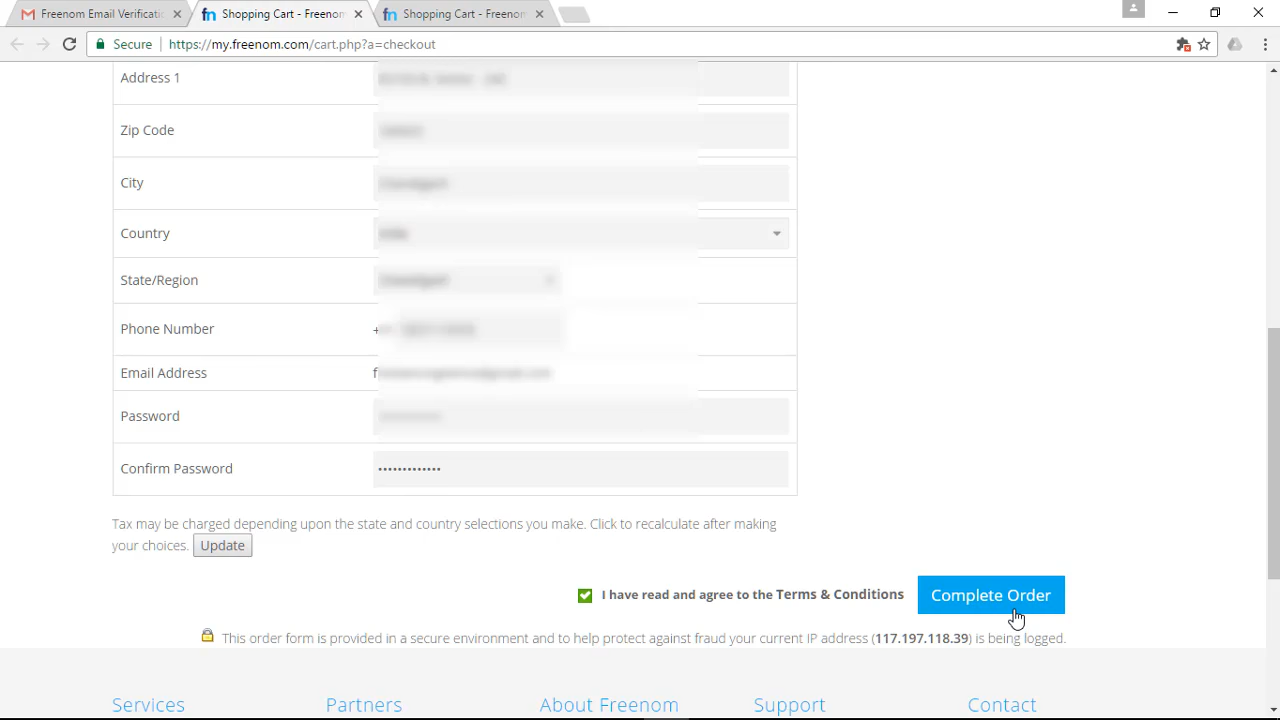 Freenom Email Verificati
Shopping Cart - Freenom
Shopping Cart - Freenom
Secure
https://my.freenom.com/cart.php?a=checkout
Address 1
Zip Code
City
Country
State/Region
Phone Number
+
Email Address
f
Password
Confirm Password
•••••••••••••
Tax may be charged depending upon the state and country selections you make. Click to recalculate after making
your choices. Update
I have read and agree to the Terms & Conditions
Complete Order
This order form is provided in a secure environment and to help protect against fraud your current IP address (117.197.118.39) is being logged.
Services Partners About Freenom Support Contact